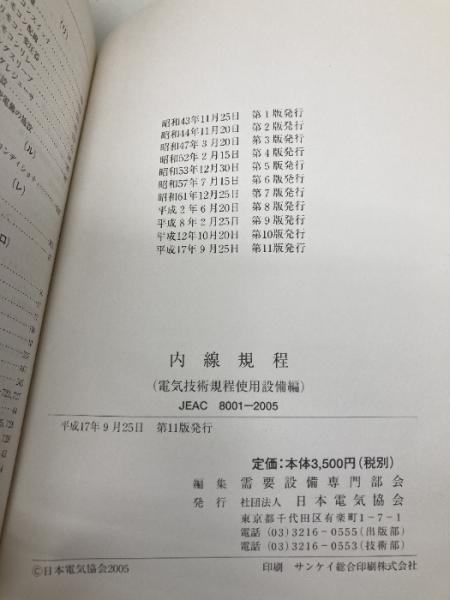 昭和43年11月25日 第1版発行
昭和44年11月20日 第2版発行
昭和47年3月20日 第3版発行
昭和52年2月15日 第4版発行
昭和53年12月30日 第5版発行
昭和57年7月15日 第6版発行
昭和61年12月25日 第7版発行
平成2年6月20日 第8版発行
平成8年2月25日 第9版発行
平成12年10月20日 第10版発行
平成17年9月25日 第11版発行
内線規程
(電気技術規程使用設備編)
JEAC 8001-2005
平成17年9月25日 第11版発行
定価:本体3,500円(税別)
編集 需要設備専門部会
発行 社団法人 日本電気協会
東京都千代田区有楽町1-7-1
電話 (03)3216-0555(出版部)
電話 (03)3216-0553(技術部)
©日本電気協会2005
印刷 サンケイ総合印刷株式会社